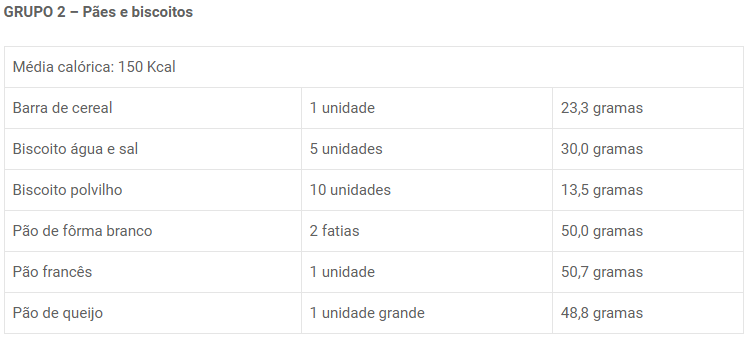 GRUPO 2 – Pães e biscoitos
Média calórica: 150 Kcal
Barra de cereal 1 unidade 23,3 gramas
Biscoito água e sal 5 unidades 30,0 gramas
Biscoito polvilho 10 unidades 13,5 gramas
Pão de fôrma branco 2 fatias 50,0 gramas
Pão francês 1 unidade 50,7 gramas
Pão de queijo 1 unidade grande 48,8 gramas